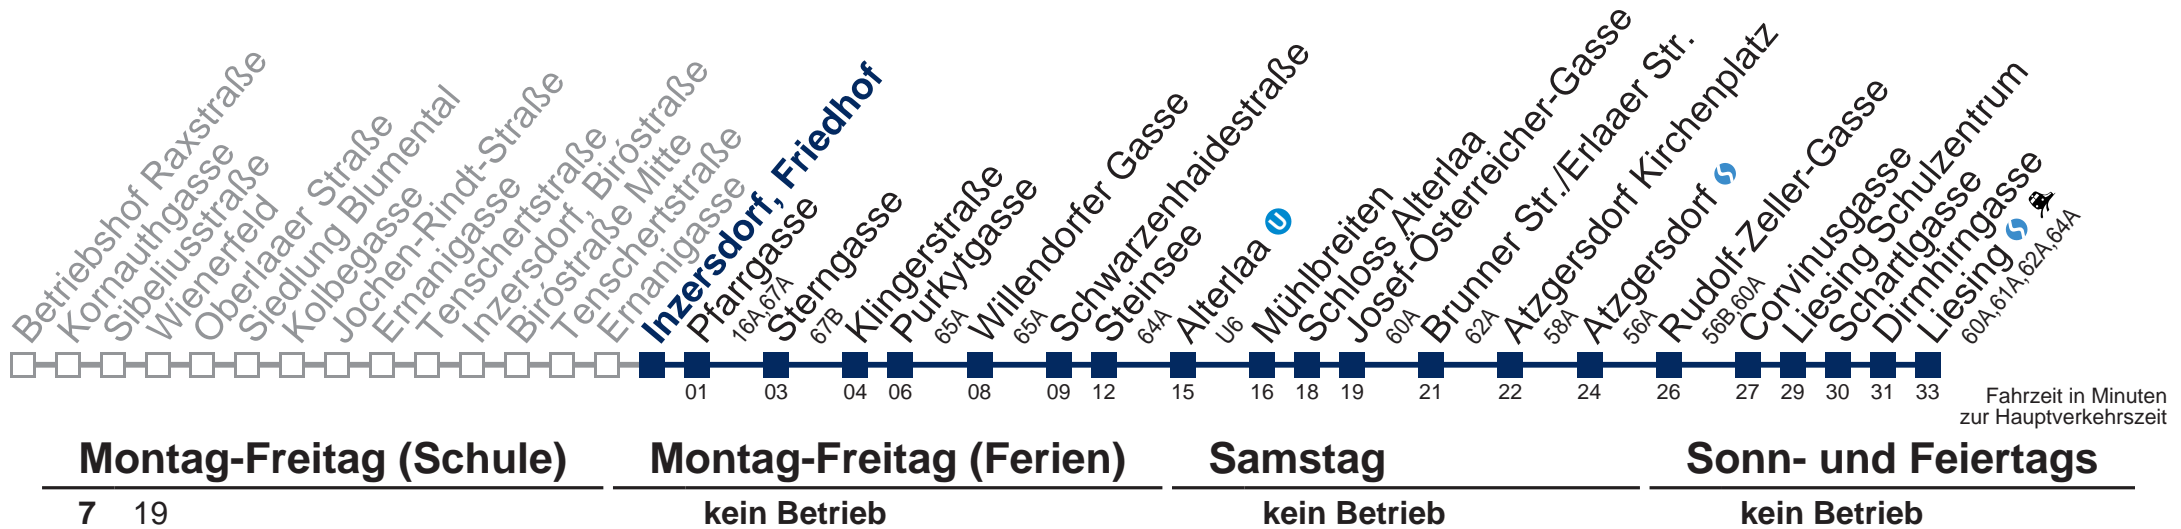 Betriebshof Raxstraße
Kornauthgasse
Sibeliusstraße
Wienerfeld
Oberlaaer Straße
Siedlung Blumental
Kolbegasse
Jochen-Rindt-Straße
Ernanigasse
Tenschertstraße
Inzersdorf, Biróstraße
Biróstraße Mitte
Tenschertstraße
Ernanigasse
Inzersdorf, Friedhof
Pfarrgasse
16A,67A
Sterngasse
67B
Klingerstraße
Purkytgasse
65A
Willendorfer Gasse
65A
Schwarzenhaidestraße
Steinsee
64A
Alterlaa U
U6
Mühlbreiten
Schloss Alterlaa
Josef-Österreicher-Gasse
60A
Brunner Str./Erlaaer Str.
62A
Atzgersdorf Kirchenplatz
58A
Atzgersdorf
56A
Rudolf-Zeller-Gasse
56B,60A
Corvinusgasse
Liesing Schulzentrum
Schartlgasse
Dirmhirngasse
Liesing
60A,61A,62A,64A
01 03 04 06 08 09 12 15 16 18 19 21 22 24 26 27 29 30 31 33
Fahrzeit in Minuten
zur Hauptverkehrszeit
Montag-Freitag (Schule) Montag-Freitag (Ferien) Samstag Sonn- und Feiertags
7 19 kein Betrieb kein Betrieb kein Betrieb